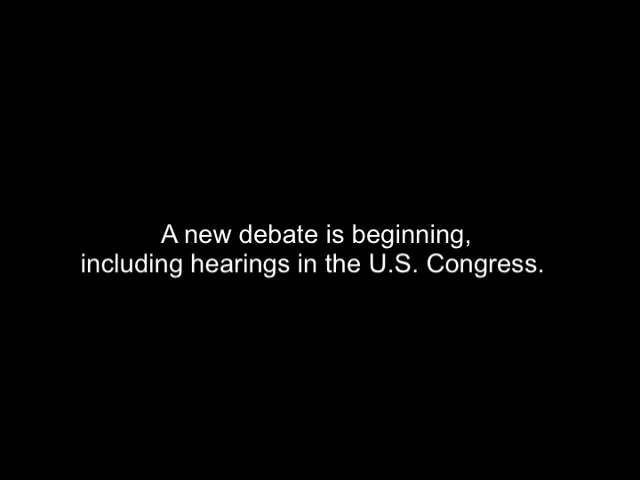 A new debate is beginning,
including hearings in the U.S. Congress.